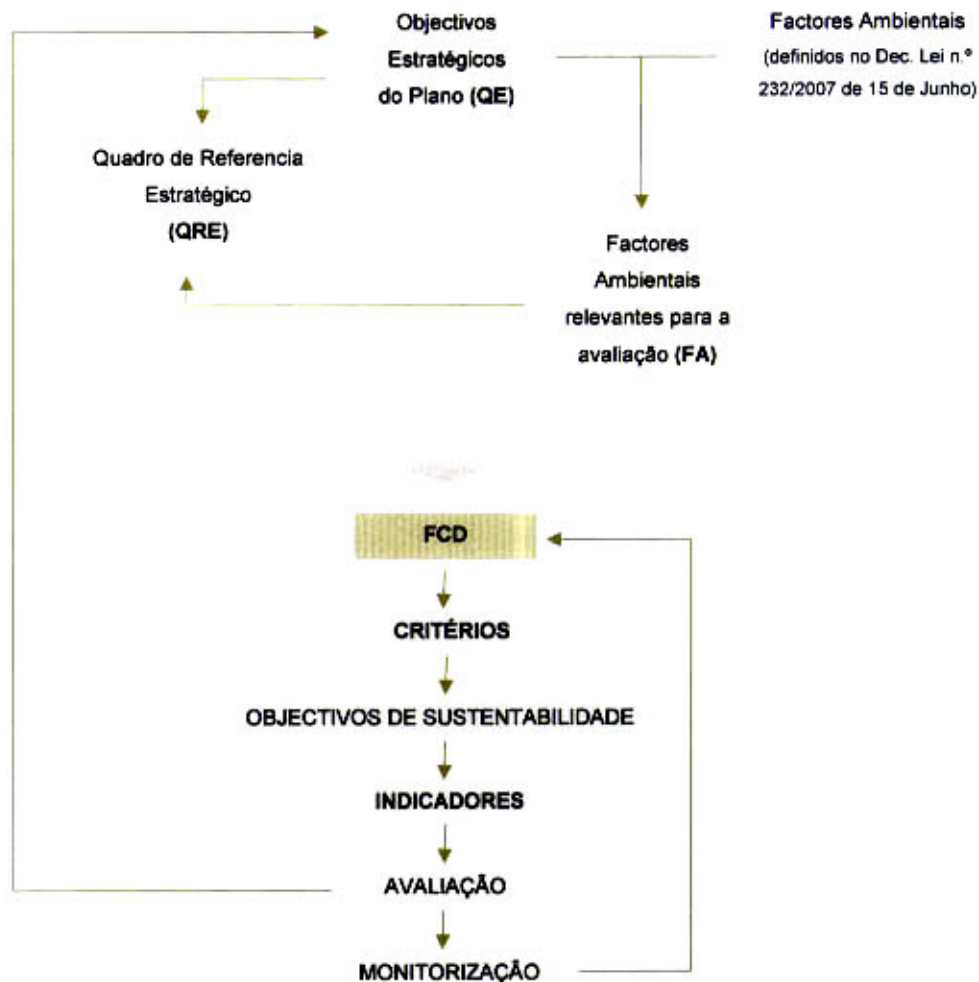 Objectivos
Estratégicos
do Plano (QE)
Factores Ambientais
(definidos no Dec. Lei n.º
232/2007 de 15 de Junho)
Quadro de Referencia
Estratégico
(QRE)
Factores
Ambientais
relevantes para a
avaliação (FA)
FCD
CRITÉRIOS
OBJECTIVOS DE SUSTENTABILIDADE
INDICADORES
AVALIAÇÃO
MONITORIZAÇÃO